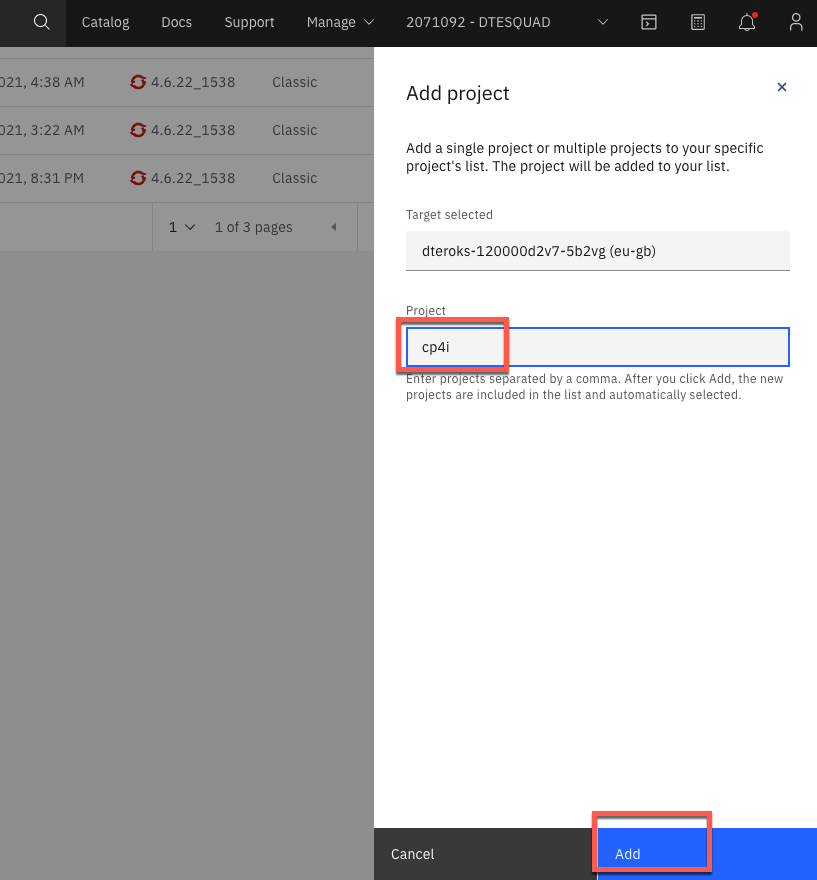 Catalog Docs Support Manage 2071092 - DTESQUAD
021, 4:38 AM 4.6.22_1538 Classic
021, 3:22 AM 4.6.22_1538 Classic
021, 8:31 PM 4.6.22_1538 Classic
1 1 of 3 pages
Add project
Add a single project or multiple projects to your specific
project's list. The project will be added to your list.
Target selected
dteroks-120000d2v7-5b2vg (eu-gb)
Project
cp4i
Enter projects separated by a comma. After you click Add, the new
projects are included in the list and automatically selected.
Cancel Add